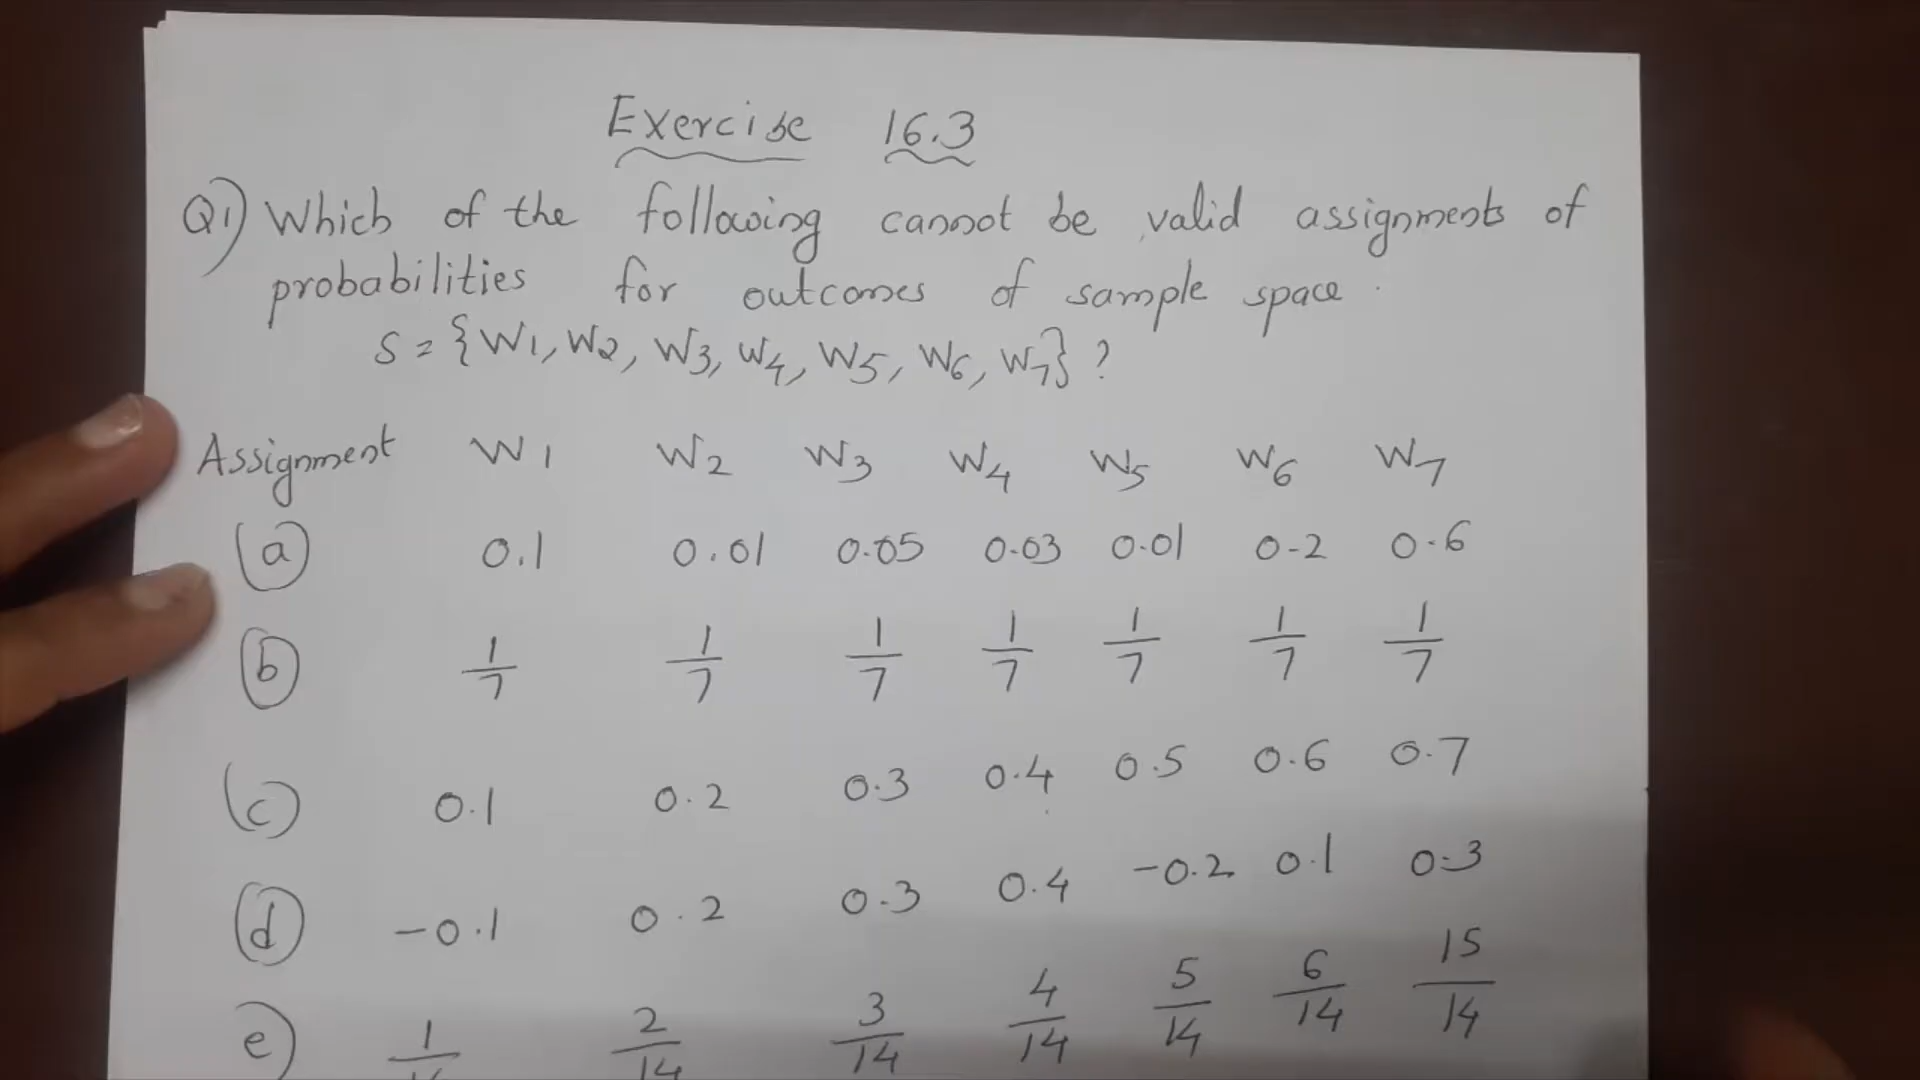 Exercise 16.3
Q1) Which of the following cannot be valid assignments of
probabilities for outcomes of sample space.
S = {W1, W2, W3, W4, W5, W6, W7} ?
Assignment W1 W2 W3 W4 W5 W6 W7
(a) 0.1 0.01 0.05 0.03 0.01 0.2 0.6
(b) 1/7 1/7 1/7 1/7 1/7 1/7 1/7
(c) 0.1 0.2 0.3 0.4 0.5 0.6 0.7
(d) -0.1 0.2 0.3 0.4 -0.2 0.1 0.3
(e) 1/ 2/14 3/14 4/14 5/14 6/14 15/14